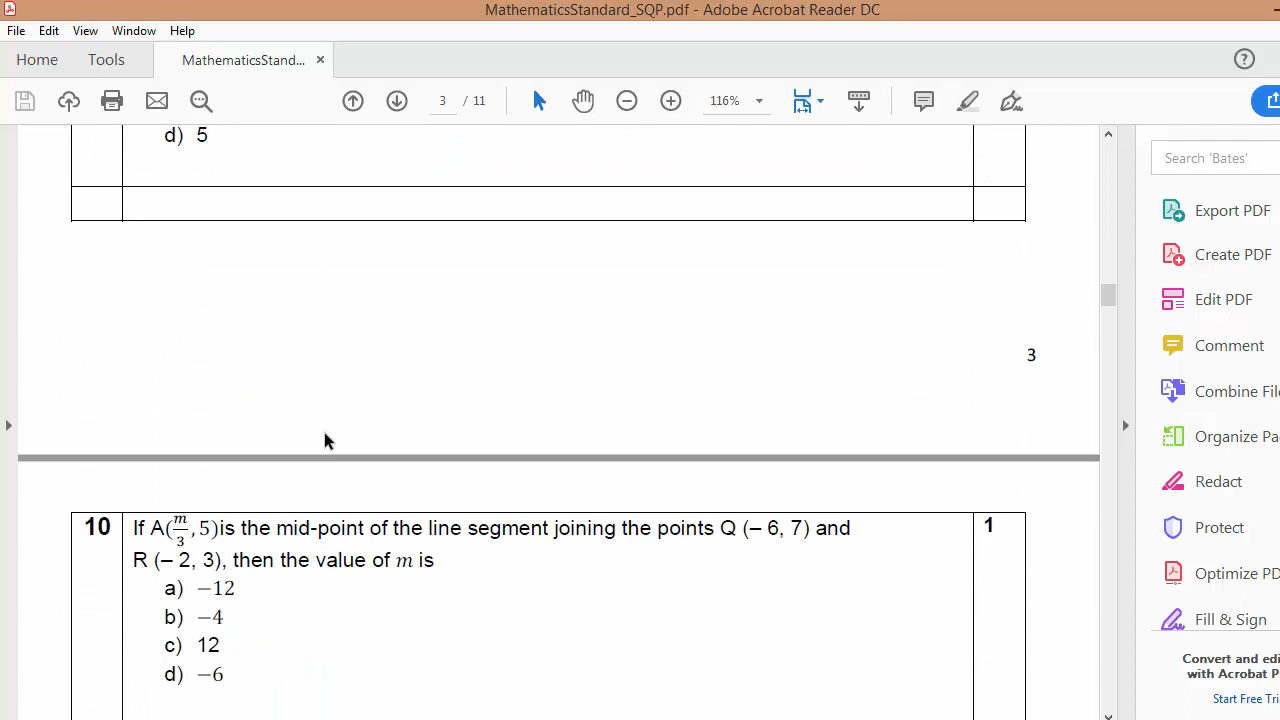 MathematicsStandard_SQP.pdf - Adobe Acrobat Reader DC
File Edit View Window Help
Home Tools MathematicsStand... ×
3 / 11 116%
d) 5
Search 'Bates'
Export PDF
Create PDF
Edit PDF
3
Comment
Combine File
Organize Pa
Redact
10 If A(m/3, 5)is the mid-point of the line segment joining the points Q (– 6, 7) and 1
R (– 2, 3), then the value of m is
a) −12
b) −4
c) 12
d) −6
Protect
Optimize PD
Fill & Sign
Convert and edi
with Acrobat P
Start Free Tri